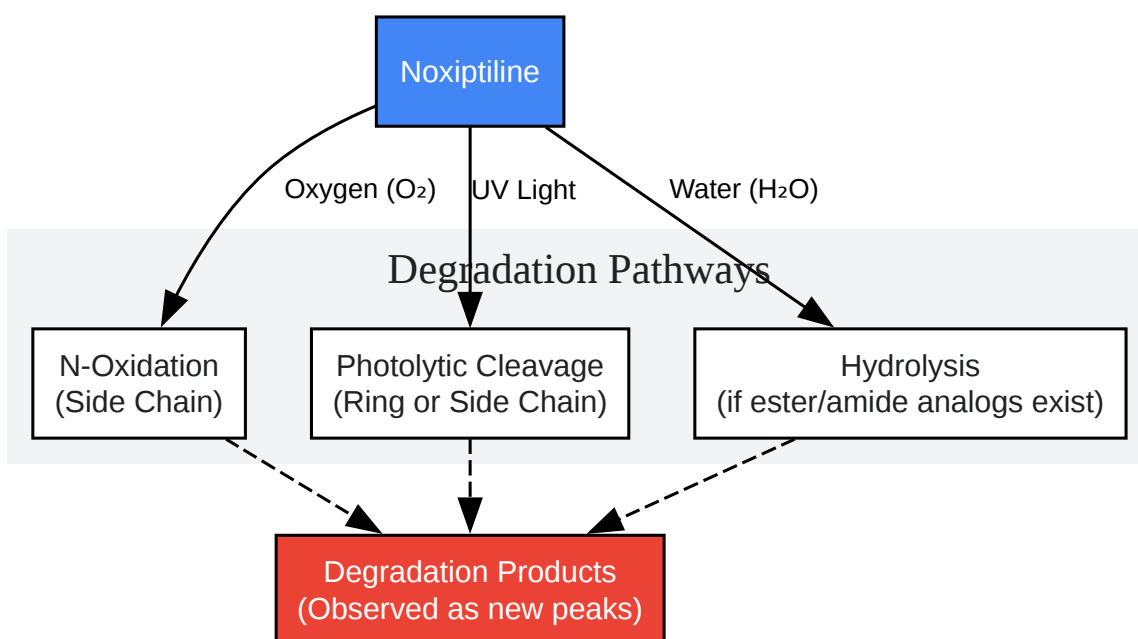 Noxiptiline
Oxygen (O₂)
UV Light
Water (H₂O)
Degradation Pathways
N-Oxidation
(Side Chain)
Photolytic Cleavage
(Ring or Side Chain)
Hydrolysis
(if ester/amide analogs exist)
Degradation Products
(Observed as new peaks)